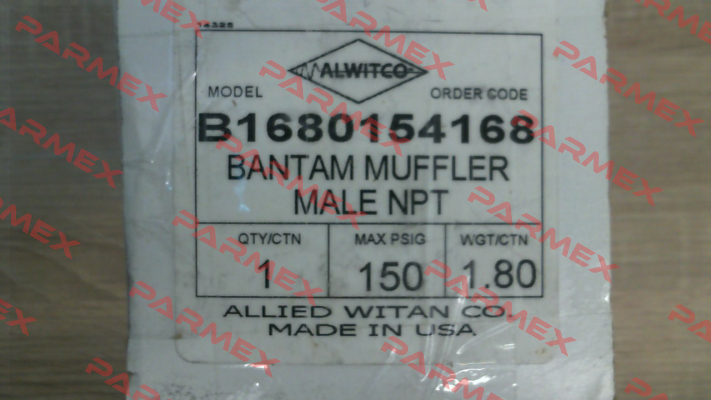 14325
ALWITCO
MODEL ORDER CODE
B1680154168
BANTAM MUFFLER
MALE NPT
QTY/CTN MAX PSIG WGT/CTN
1 150 1.80
ALLIED WITAN CO.
MADE IN USA
PARMEX